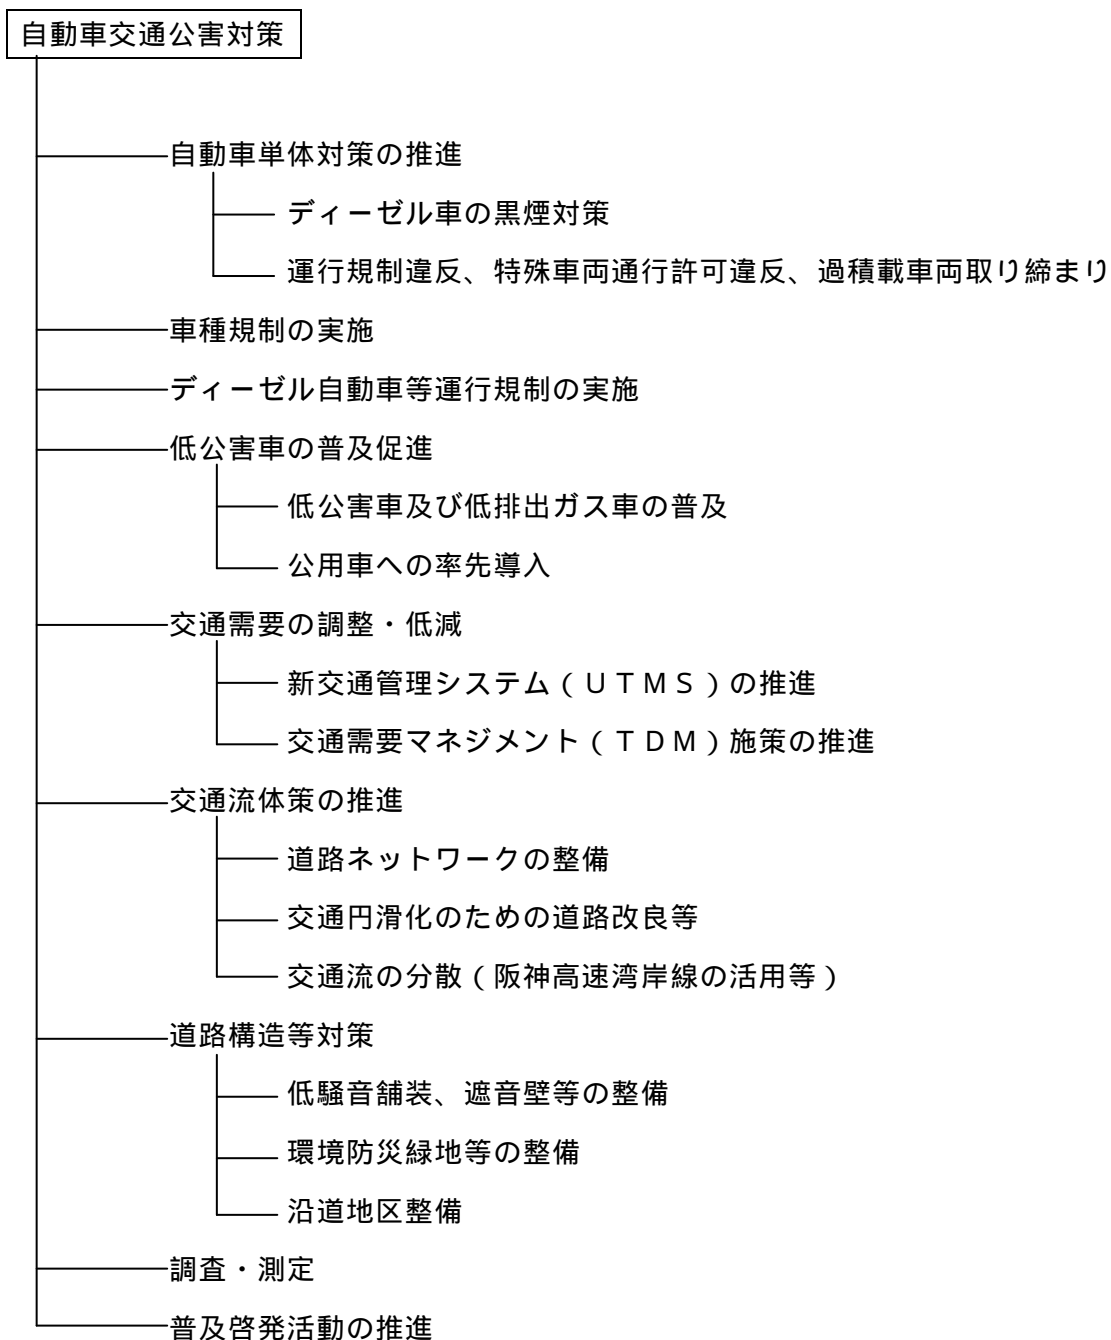 自動車交通公害対策
自動車単体対策の推進
ディーゼル車の黒煙対策
運行規制違反、特殊車両通行許可違反、過積載車両取り締まり
車種規制の実施
ディーゼル自動車等運行規制の実施
低公害車の普及促進
低公害車及び低排出ガス車の普及
公用車への率先導入
交通需要の調整・低減
新交通管理システム（ＵＴＭＳ）の推進
交通需要マネジメント（ＴＤＭ）施策の推進
交通流体策の推進
道路ネットワークの整備
交通円滑化のための道路改良等
交通流の分散（阪神高速湾岸線の活用等）
道路構造等対策
低騒音舗装、遮音壁等の整備
環境防災緑地等の整備
沿道地区整備
調査・測定
普及啓発活動の推進